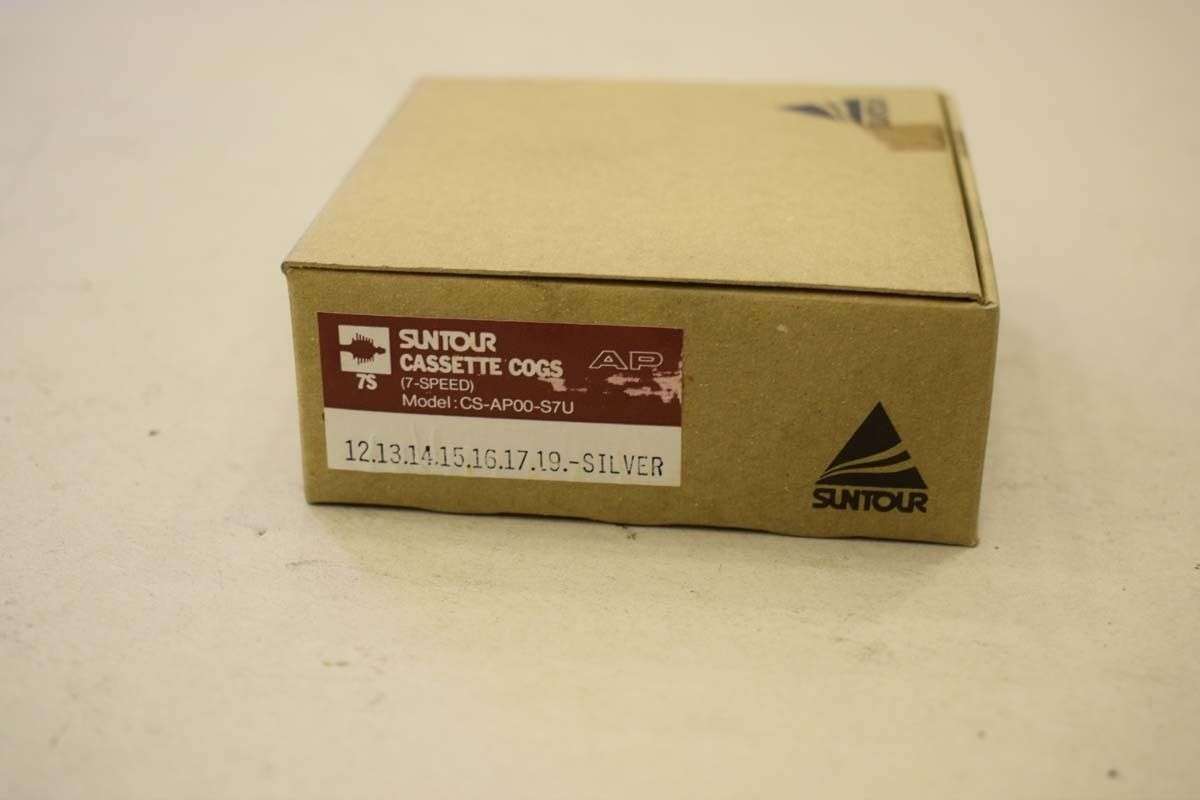 SUNTOUR
CASSETTE COGS
AP
7S
(7-SPEED)
Model: CS-AP00-S7U
12.13.14.15.16.17.19.-SILVER
SUNTOUR